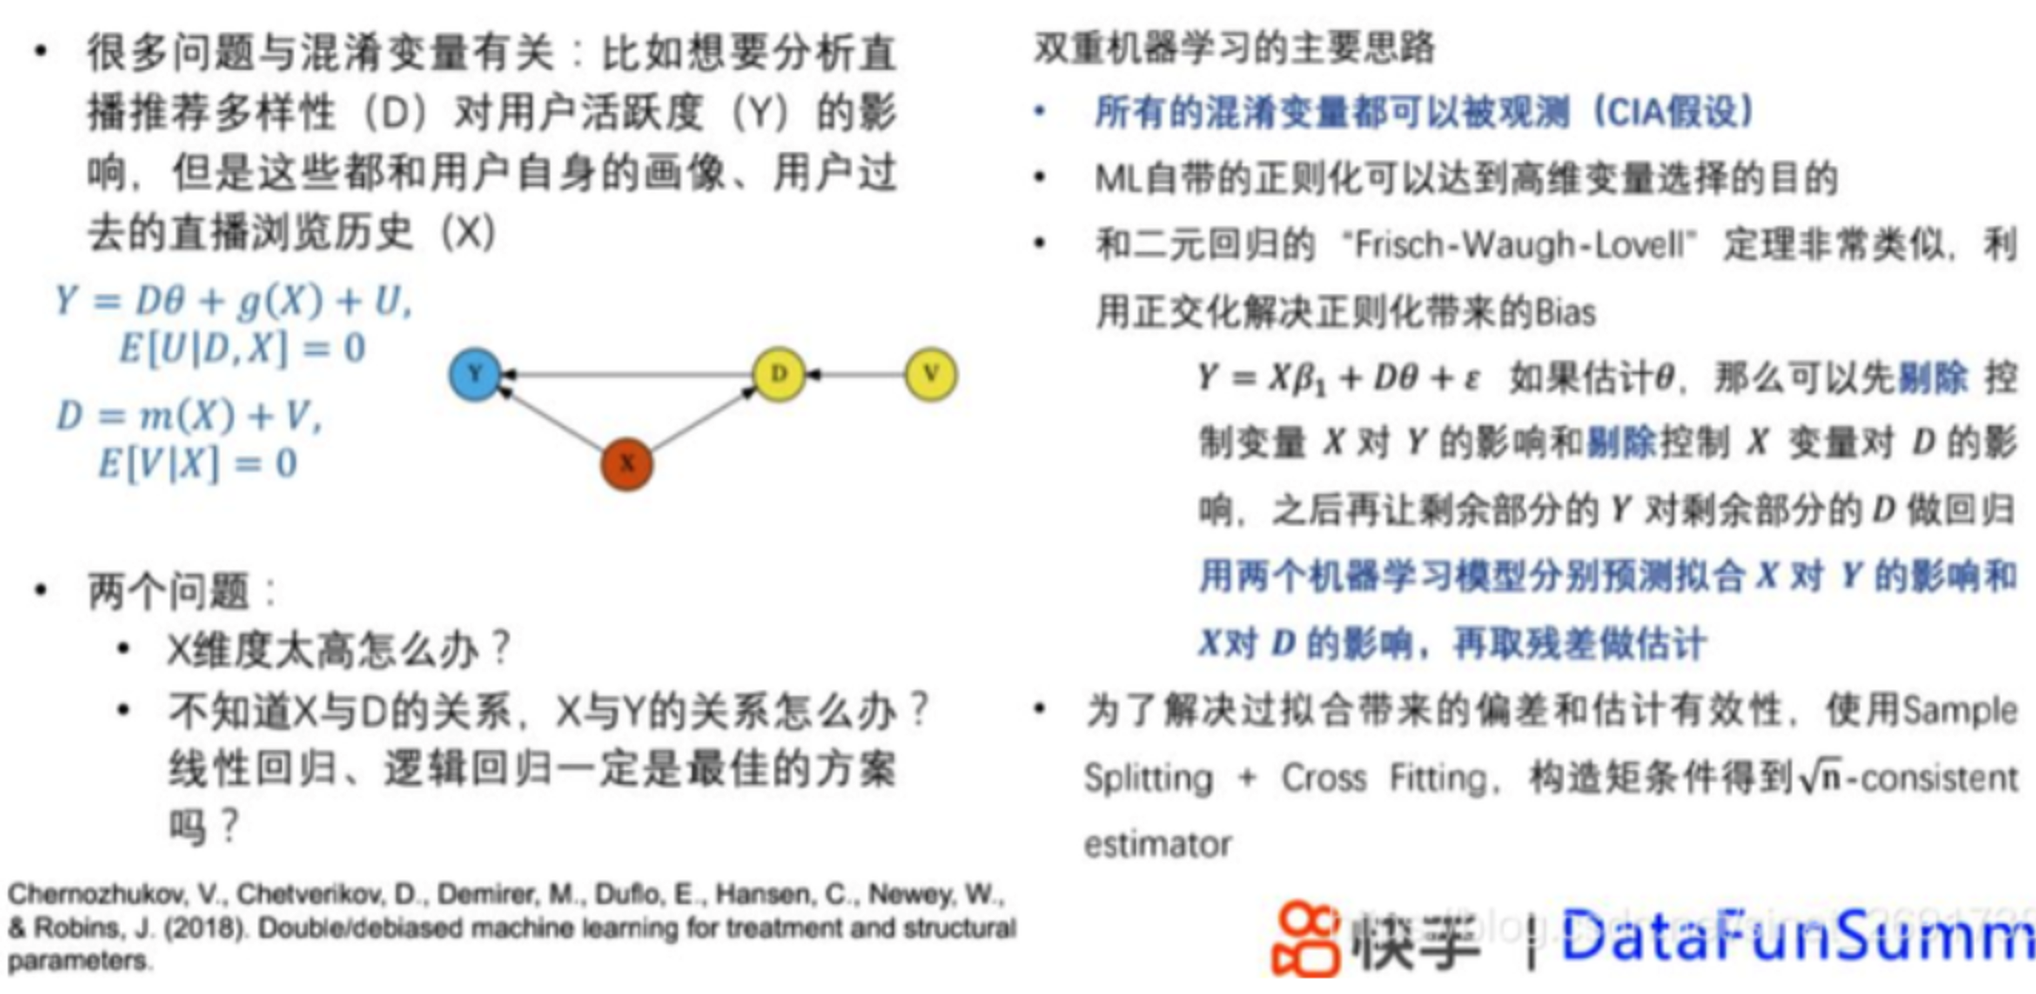 • 很多问题与混淆变量有关：比如想要分析直
播推荐多样性（D）对用户活跃度（Y）的影
响，但是这些都和用户自身的画像、用户过
去的直播浏览历史（X）
Y = Dθ + g(X) + U,
E[U|D,X] = 0
D = m(X) + V,
E[V|X] = 0
Y
D
V
X
• 两个问题：
• X维度太高怎么办？
• 不知道X与D的关系，X与Y的关系怎么办？
线性回归、逻辑回归一定是最佳的方案
吗？
Chernozhukov, V., Chetverikov, D., Demirer, M., Duflo, E., Hansen, C., Newey, W.,
& Robins, J. (2018). Double/debiased machine learning for treatment and structural
parameters.
双重机器学习的主要思路
• 所有的混淆变量都可以被观测（CIA假设）
• ML自带的正则化可以达到高维变量选择的目的
• 和二元回归的 “Frisch-Waugh-Lovell” 定理非常类似，利
用正交化解决正则化带来的Bias
Y = Xβ₁ + Dθ + ε 如果估计θ，那么可以先剔除 控
制变量 X 对 Y 的影响和剔除控制 X 变量对 D 的影
响，之后再让剩余部分的 Y 对剩余部分的 D 做回归
用两个机器学习模型分别预测拟合 X 对 Y 的影响和
X对 D 的影响，再取残差做估计
• 为了解决过拟合带来的偏差和估计有效性，使用Sample
Splitting + Cross Fitting，构造矩条件得到√n-consistent
estimator
快手 | DataFunSumm